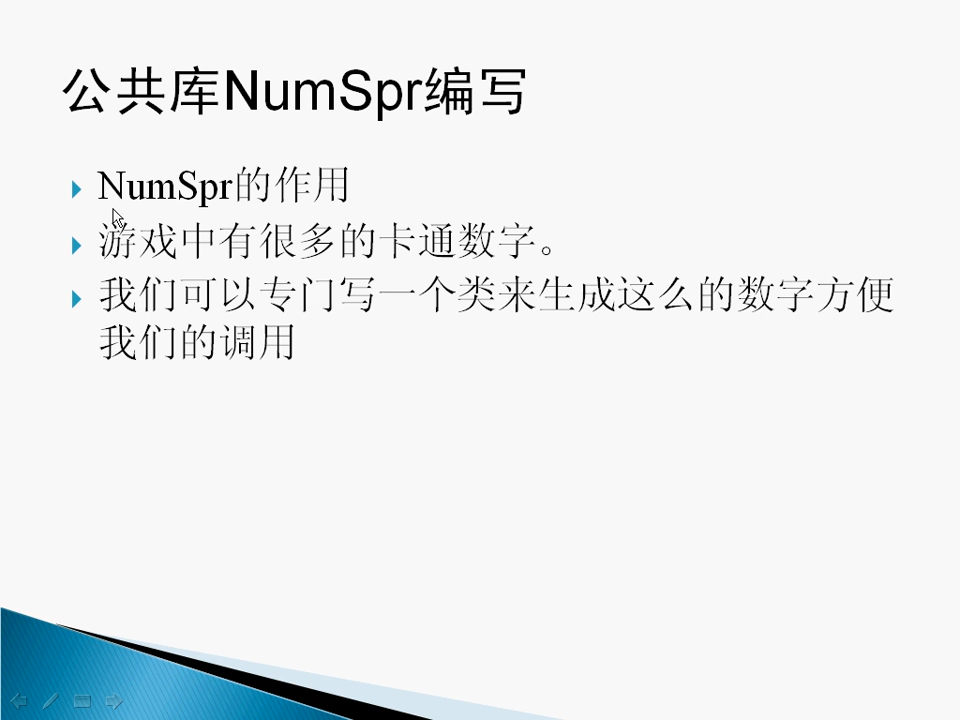 公共库NumSpr编写
NumSpr的作用
游戏中有很多的卡通数字。
我们可以专门写一个类来生成这么的数字方便
我们的调用